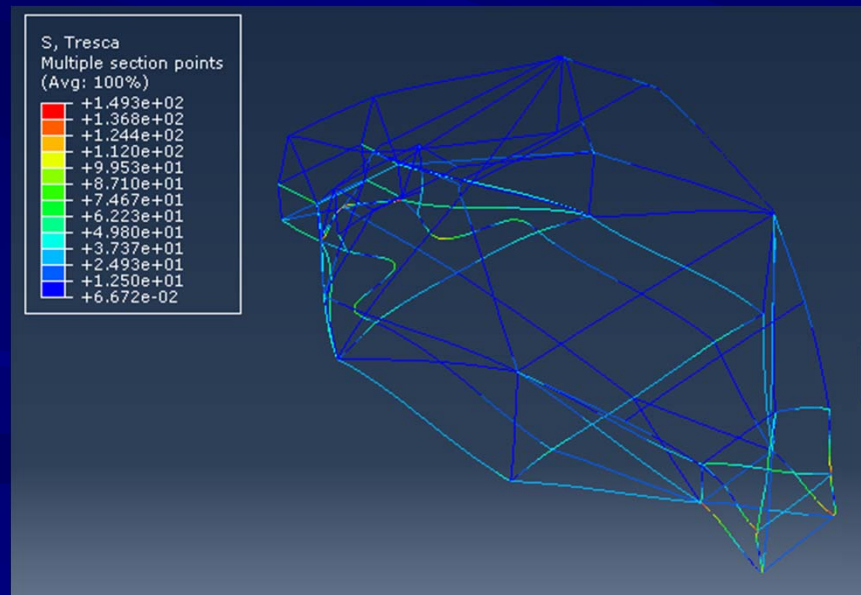 S, Tresca
Multiple section points
(Avg: 100%)
+1.493e+02
+1.368e+02
+1.244e+02
+1.120e+02
+9.953e+01
+8.710e+01
+7.467e+01
+6.223e+01
+4.980e+01
+3.737e+01
+2.493e+01
+1.250e+01
+6.672e-02